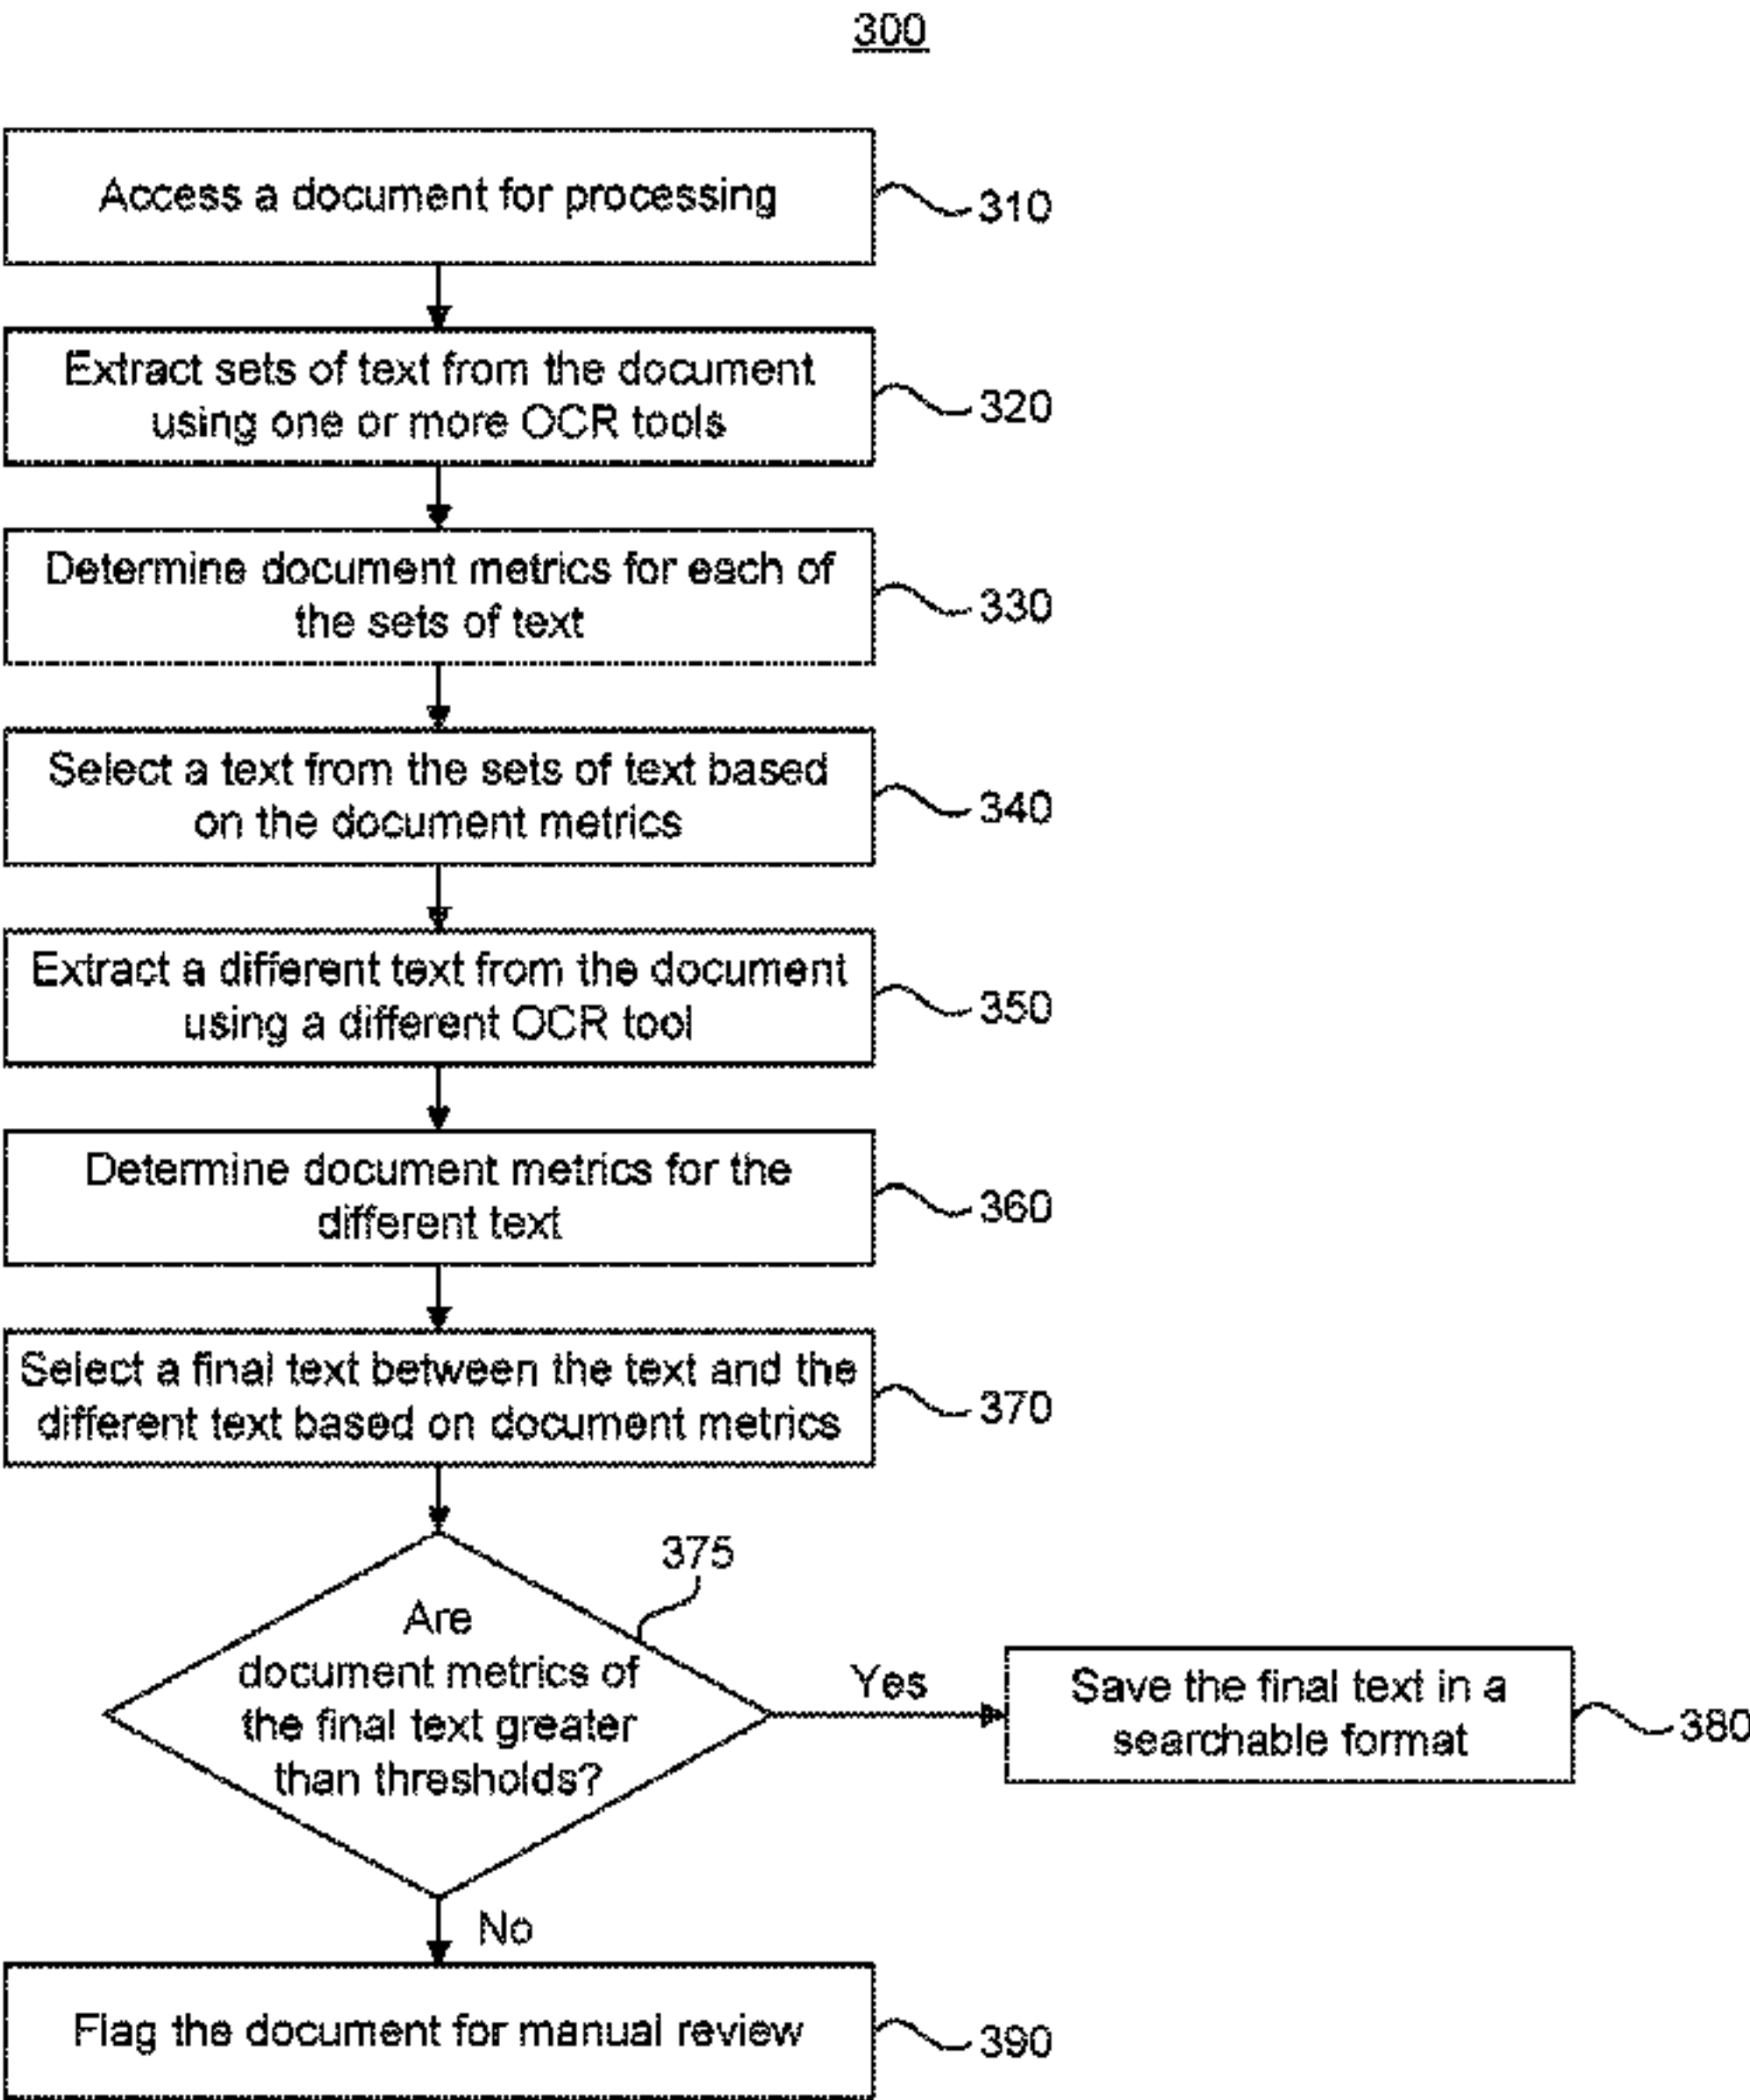 300
Access a document for processing
310
Extract sets of text from the document
using one or more OCR tools
320
Determine document metrics for each of
the sets of text
330
Select a text from the sets of text based
on the document metrics
340
Extract a different text from the document
using a different OCR tool
350
Determine document metrics for the
different text
360
Select a final text between the text and the
different text based on document metrics
370
375
Are
document metrics of
the final text greater
than thresholds?
Yes
Save the final text in a
searchable format
380
No
Flag the document for manual review
390